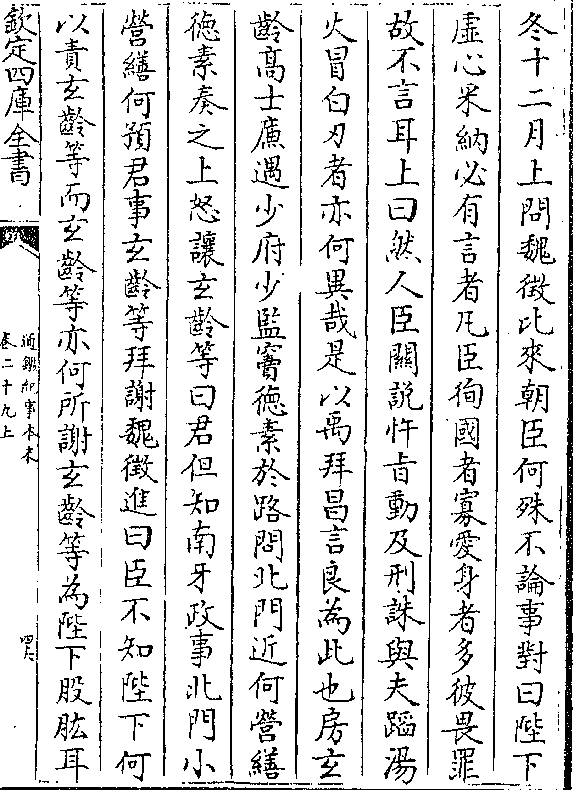 冬十二月上問魏徵比來朝臣何殊不論事對曰陛下
虛心采納必有言者凡臣徇國者寡愛身者多彼畏罪
故不言耳上曰然人臣關說忤㫖動及刑誅與夫蹈湯
火冒白刃者亦何異哉是以禹拜昌言良為此也房玄
齡高士亷遇少府少監竇德素於路問北門近何營繕
德素奏之上怒讓玄齡等曰君但知南牙政事北門小
營繕何預君事玄齡等拜謝魏徵進曰臣不知陛下何
以責玄齡等而玄齡等亦何所謝玄齡等為陛下股肱耳
欽定四庫全書
通鑑紀事本末
卷二十九上
四六